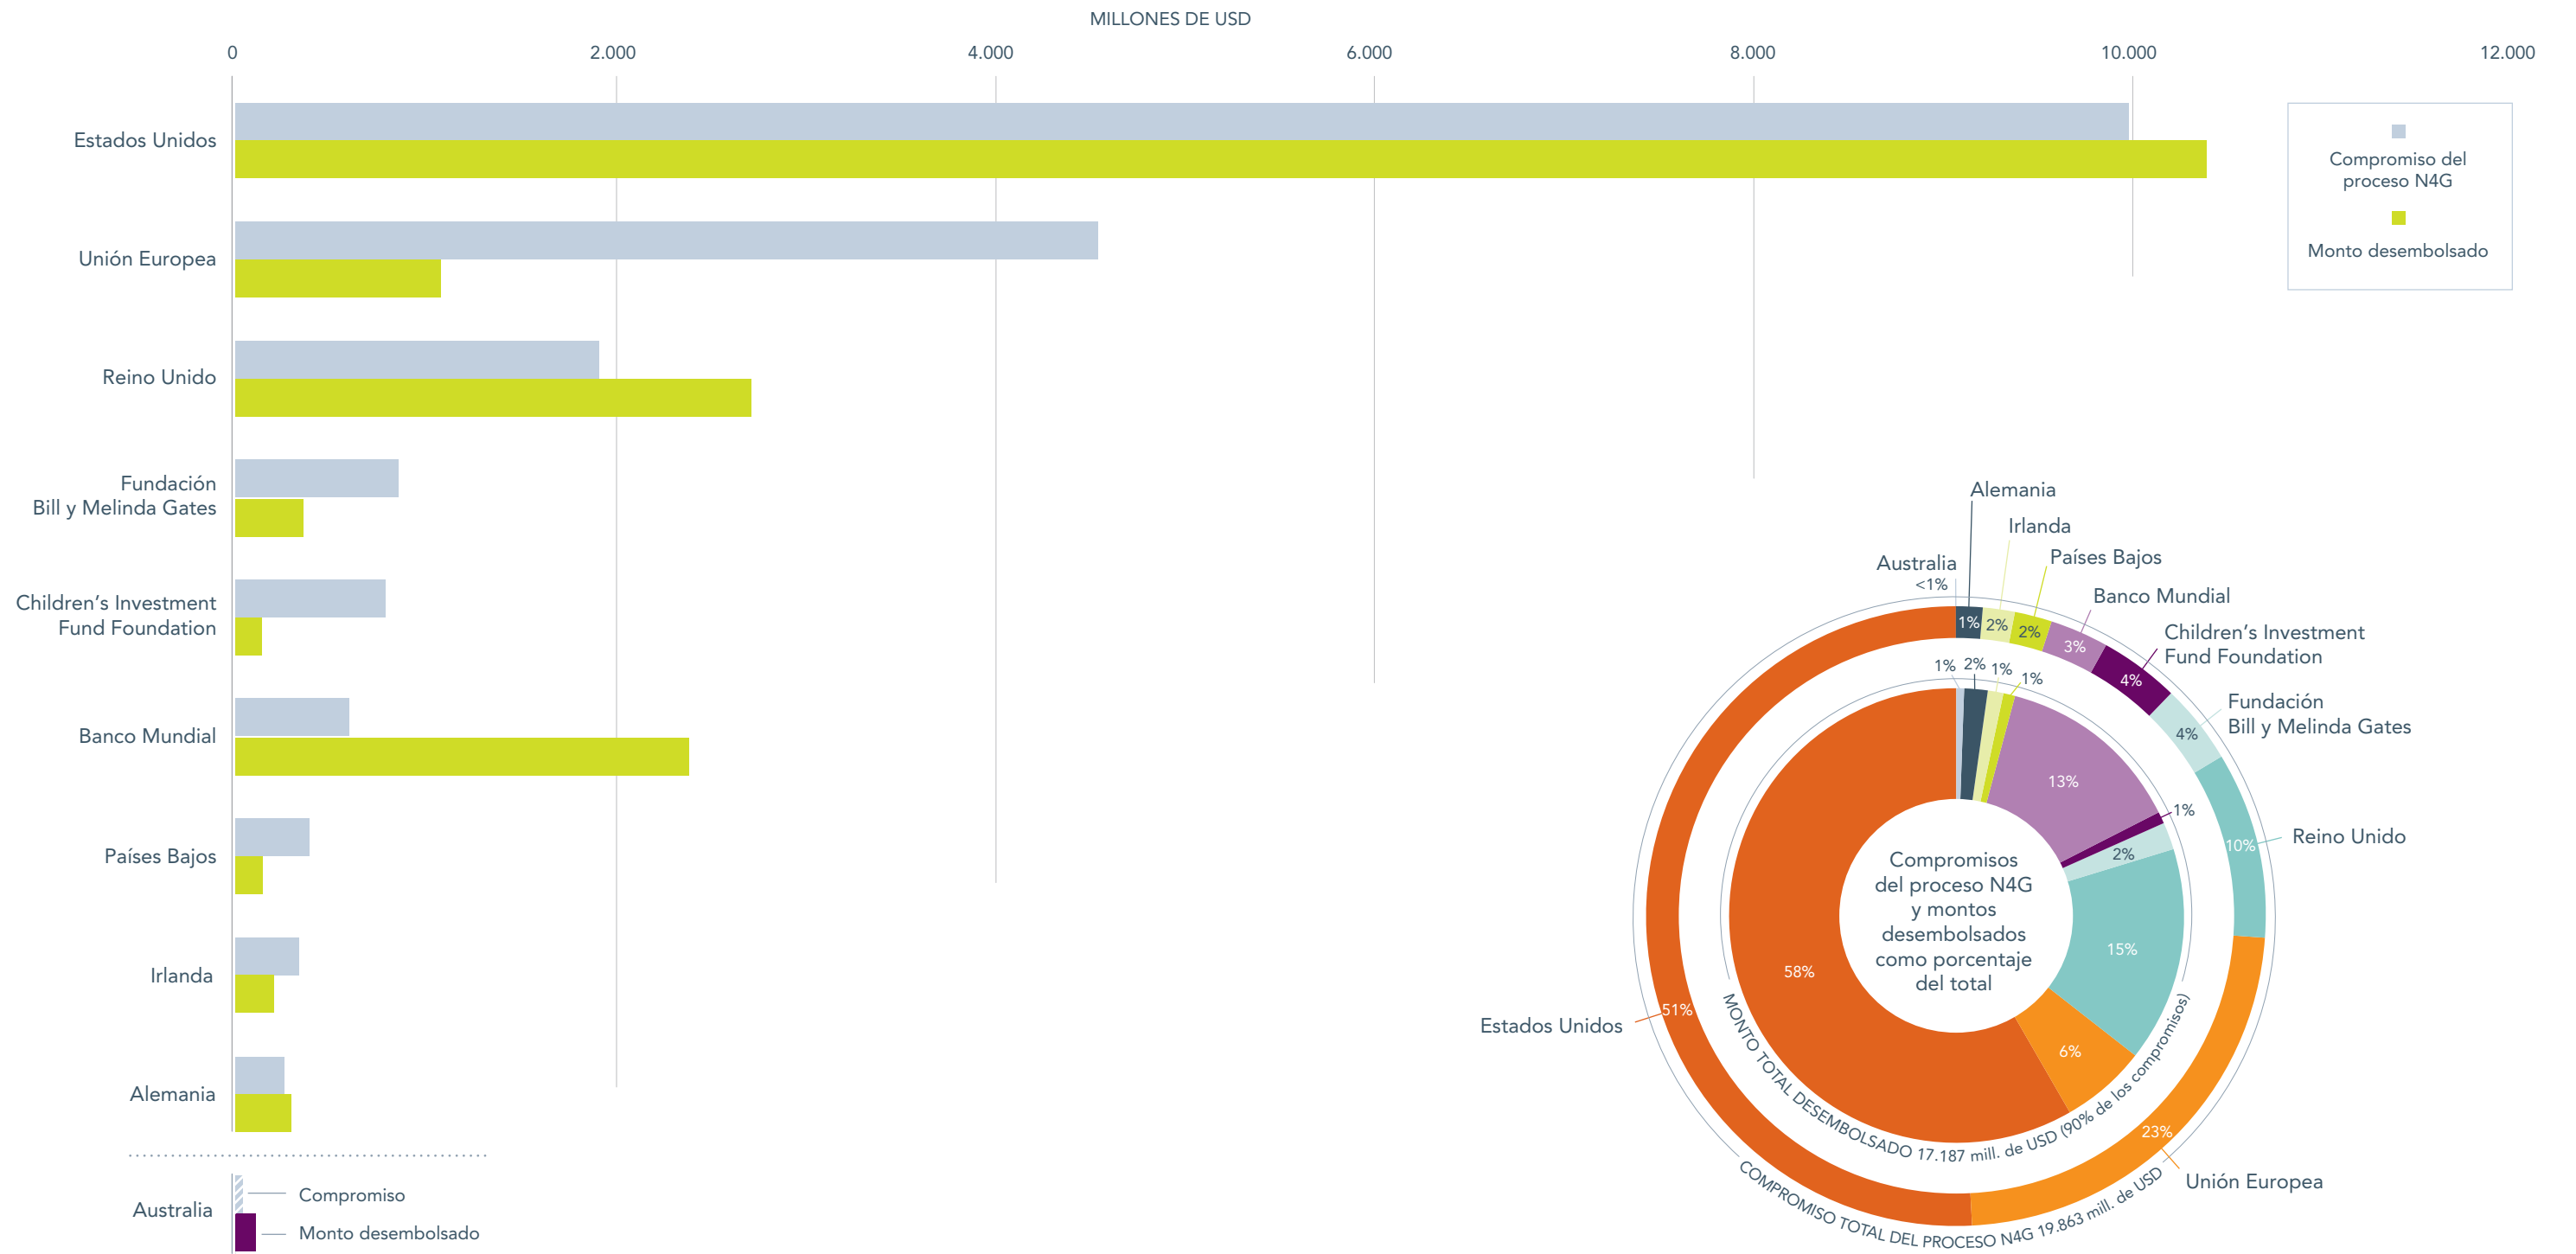 MILLONES DE USD
0 2.000 4.000 6.000 8.000 10.000 12.000
Estados Unidos
Unión Europea
Reino Unido
Fundación
Bill y Melinda Gates
Children’s Investment
Fund Foundation
Banco Mundial
Países Bajos
Irlanda
Alemania
Australia
Compromiso
Monto desembolsado
Compromiso del
proceso N4G
Monto desembolsado
Alemania
Irlanda
Países Bajos
Australia
<1%
Banco Mundial
Children’s Investment
Fund Foundation
Fundación
Bill y Melinda Gates
Reino Unido
Unión Europea
Estados Unidos
1%
2%
2%
3%
4%
4%
10%
23%
51%
1%
2%
1%
1%
13%
1%
2%
15%
6%
58%
Compromisos
del proceso N4G
y montos
desembolsados
como porcentaje
del total
MONTO TOTAL DESEMBOLSADO 17.187 mill. de USD (90% de los compromisos)
COMPROMISO TOTAL DEL PROCESO N4G 19.863 mill. de USD